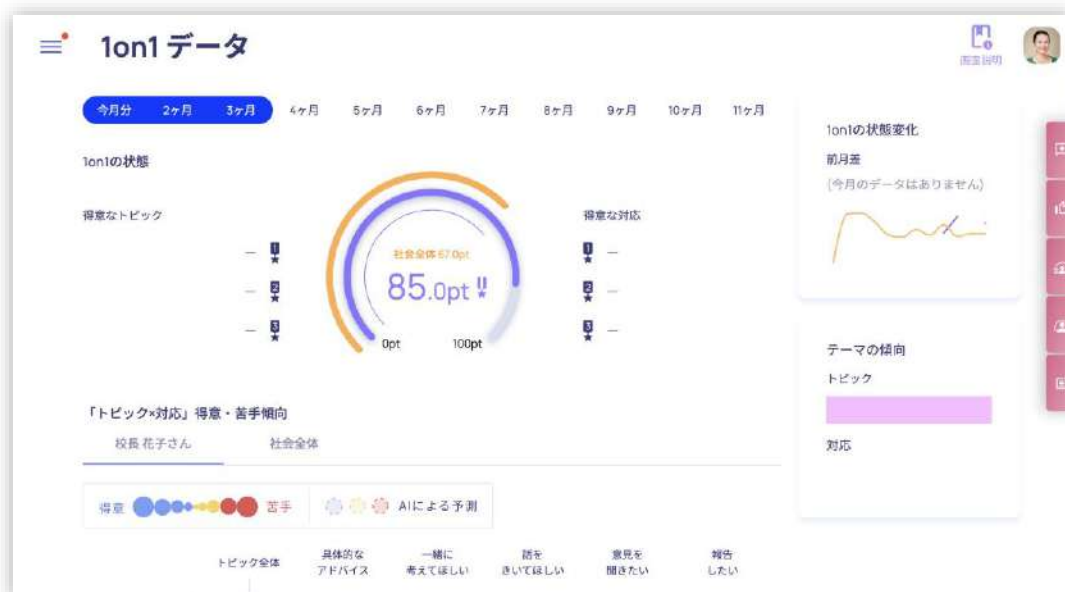 1on1 データ
画面説明
今月分 2ヶ月 3ヶ月 4ヶ月 5ヶ月 6ヶ月 7ヶ月 8ヶ月 9ヶ月 10ヶ月 11ヶ月
1on1の状態
得意なトピック
1
2
3
社会全体 67.0pt
85.0pt
0pt 100pt
得意な対応
1
2
3
1on1の状態変化
前月差
(今月のデータはありません)
テーマの傾向
トピック
対応
「トピック×対応」得意・苦手傾向
校長 花子さん 社会全体
得意 苦手 AIによる予測
トピック全体
具体的な
アドバイス
一緒に
考えてほしい
話を
きいてほしい
意見を
聞きたい
報告
したい